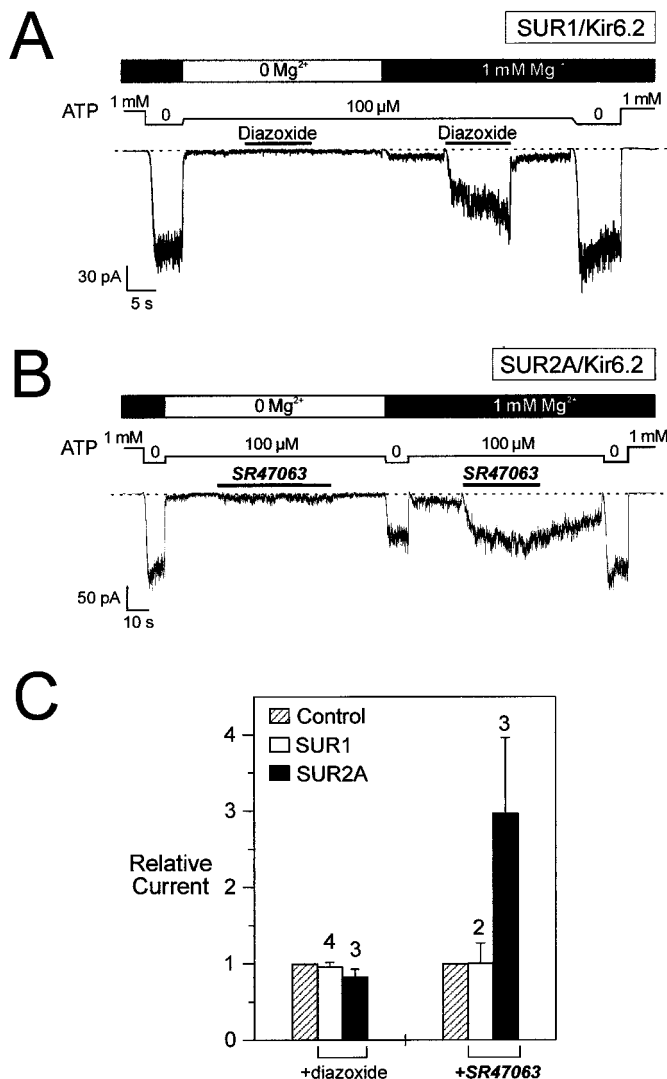 A
SUR1/Kir6.2
0 Mg2+
1 mM Mg
ATP 1 mM 0 100 µM 0 1 mM
Diazoxide Diazoxide
30 pA
5 s
B
SUR2A/Kir6.2
0 Mg2+
1 mM Mg2+
ATP 1 mM 0 100 µM 0 100 µM 0 1 mM
SR47063 SR47063
50 pA
10 s
C
Control
SUR1
SUR2A
Relative
Current
4
3
2
1
0
4 3
2 3
+diazoxide +SR47063